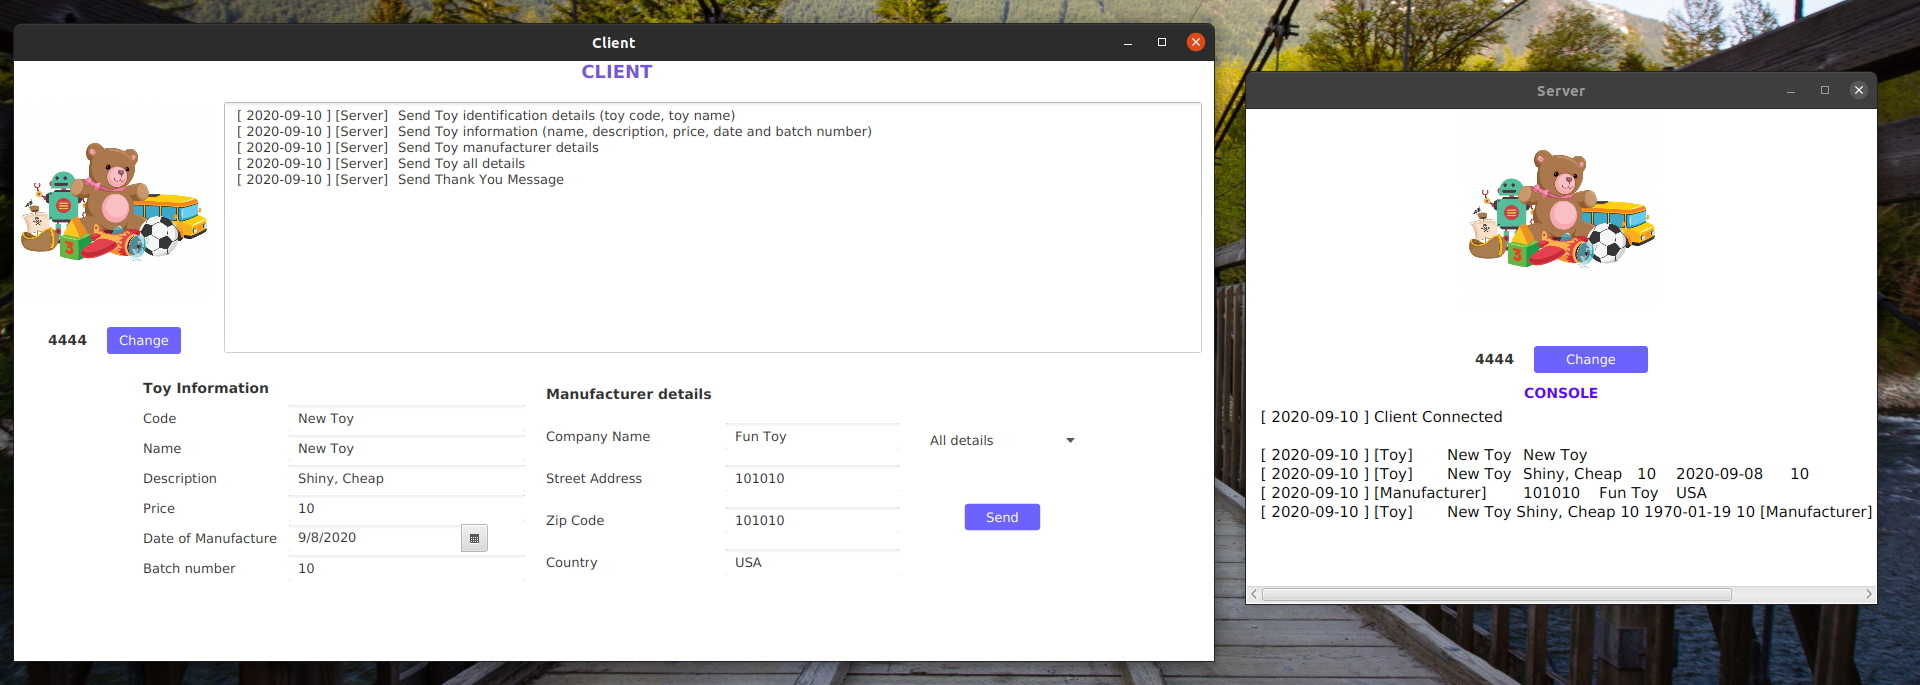 Client
CLIENT
[ 2020-09-10 ] [Server] Send Toy identification details (toy code, toy name)
[ 2020-09-10 ] [Server] Send Toy information (name, description, price, date and batch number)
[ 2020-09-10 ] [Server] Send Toy manufacturer details
[ 2020-09-10 ] [Server] Send Toy all details
[ 2020-09-10 ] [Server] Send Thank You Message
3
4444 Change
Toy Information
Code New Toy
Name New Toy
Description Shiny, Cheap
Price 10
Date of Manufacture 9/8/2020
Batch number 10
Manufacturer details
Company Name Fun Toy
Street Address 101010
Zip Code 101010
Country USA
All details
Send
Server
3
4444 Change
CONSOLE
[ 2020-09-10 ] Client Connected
[ 2020-09-10 ] [Toy] New Toy New Toy
[ 2020-09-10 ] [Toy] New Toy Shiny, Cheap 10 2020-09-08 10
[ 2020-09-10 ] [Manufacturer] 101010 Fun Toy USA
[ 2020-09-10 ] [Toy] New Toy Shiny, Cheap 10 1970-01-19 10 [Manufacturer]